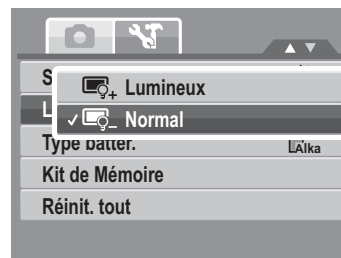 S
Lumineux
L
Normal
Type batter.
Alka
Kit de Mémoire
Réinit. tout